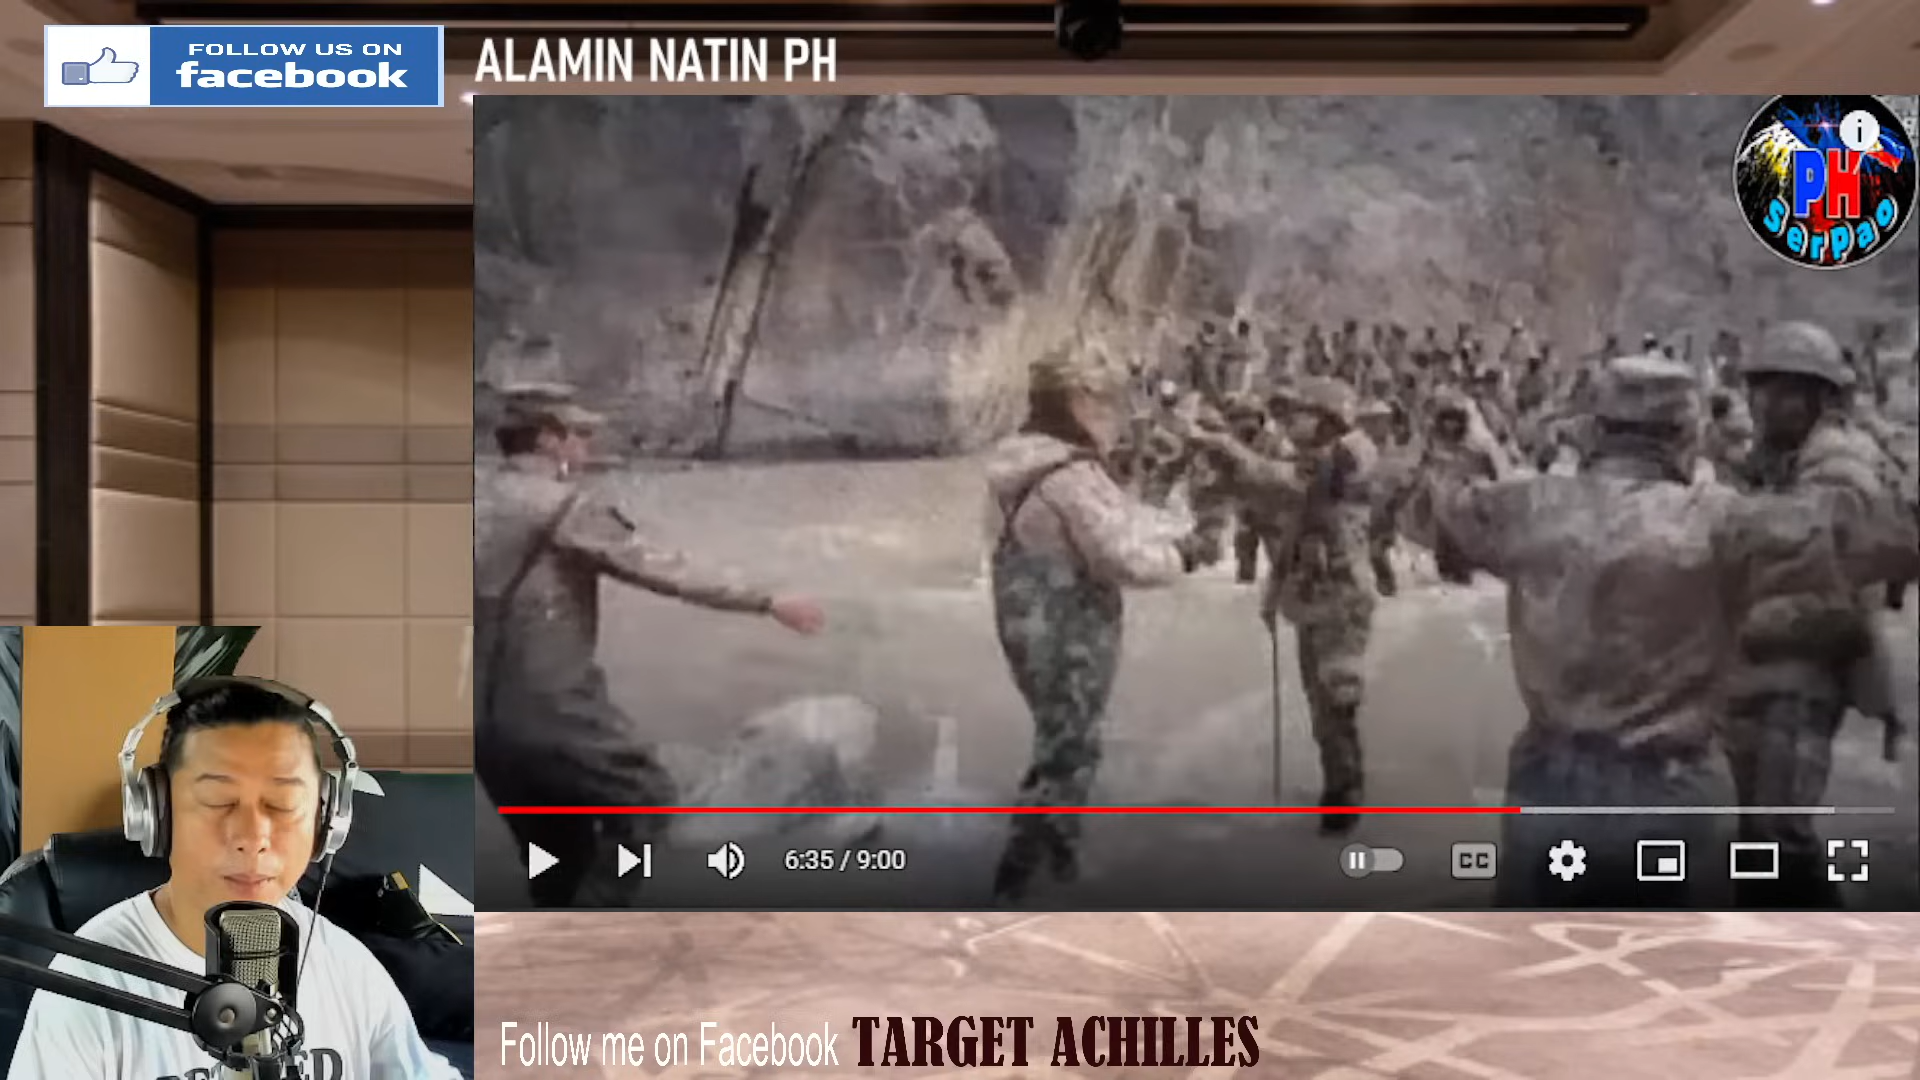 FOLLOW US ON
facebook
ALAMIN NATIN PH
i
PH
SerPao
6:35 / 9:00
CC
Follow me on Facebook TARGET ACHILLES